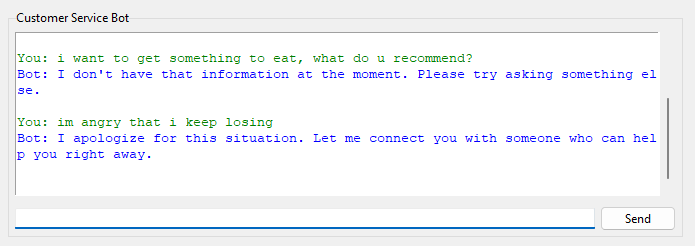 Customer Service Bot
You: i want to get something to eat, what do u recommend?
Bot: I don't have that information at the moment. Please try asking something el
se.
You: im angry that i keep losing
Bot: I apologize for this situation. Let me connect you with someone who can hel
p you right away.
Send